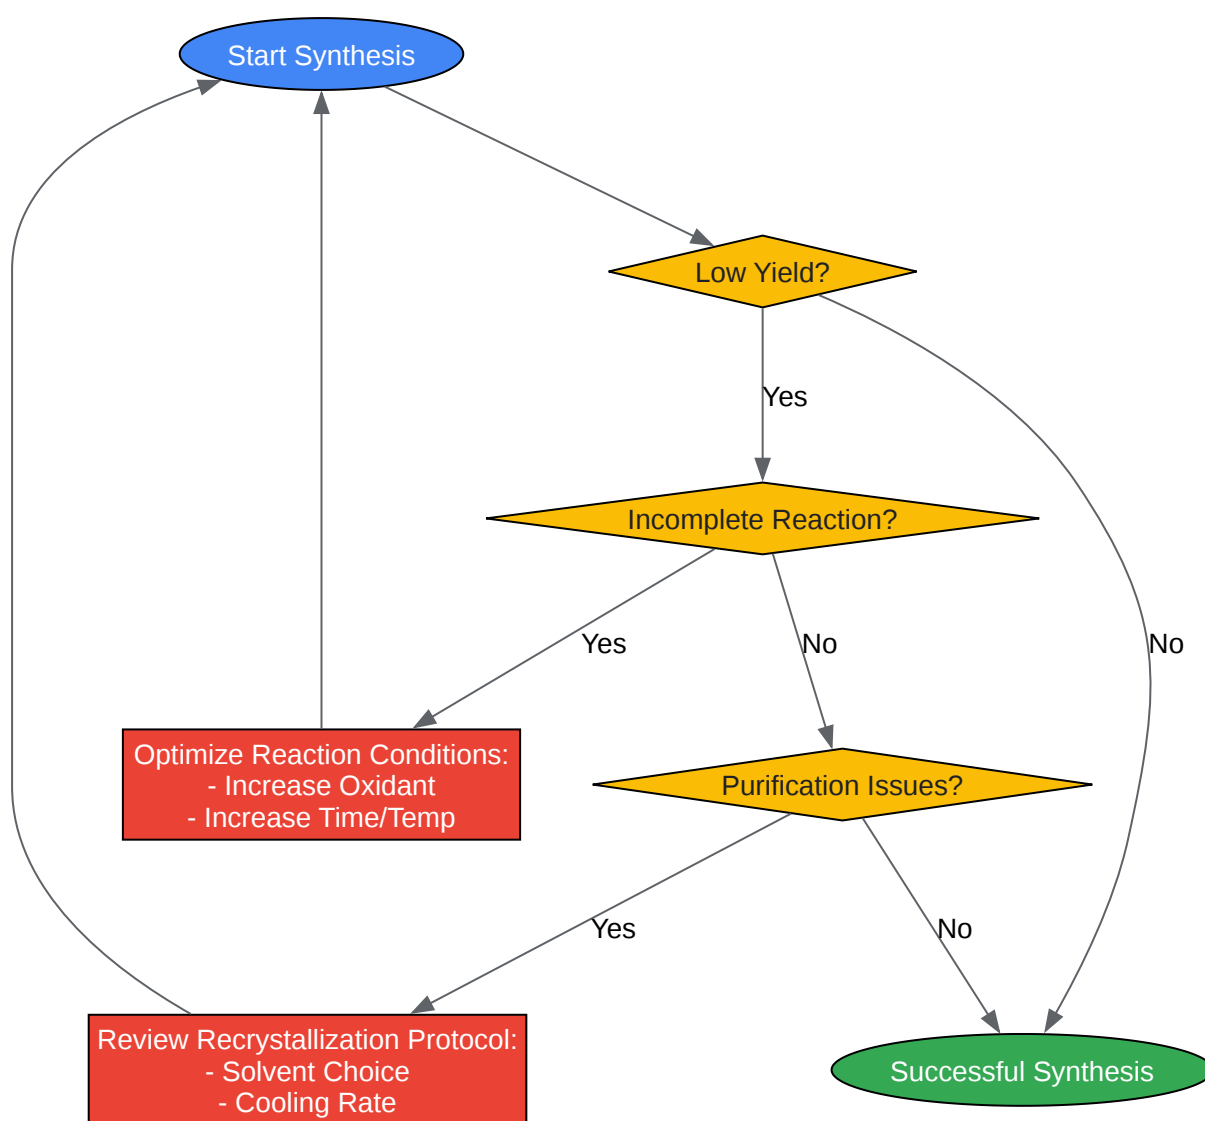 Start Synthesis
Low Yield?
Yes
Incomplete Reaction?
Yes
No
No
Optimize Reaction Conditions:
- Increase Oxidant
- Increase Time/Temp
Purification Issues?
Yes
No
Review Recrystallization Protocol:
- Solvent Choice
- Cooling Rate
Successful Synthesis